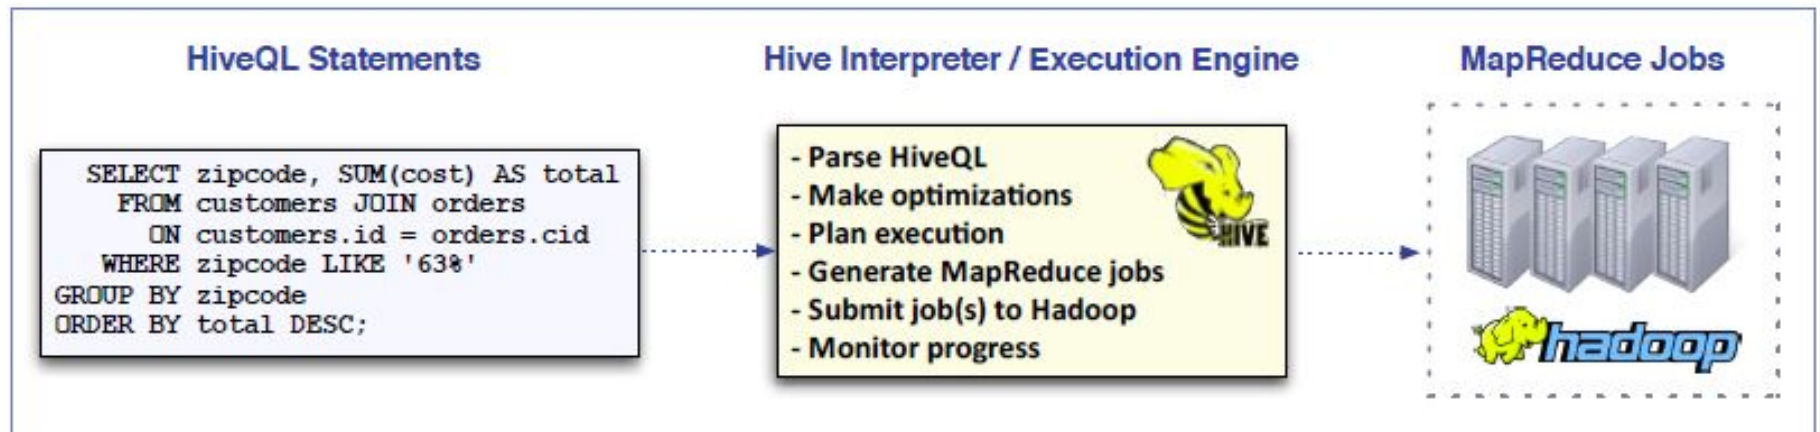 HiveQL Statements
Hive Interpreter / Execution Engine
MapReduce Jobs
SELECT zipcode, SUM(cost) AS total
FROM customers JOIN orders
ON customers.id = orders.cid
WHERE zipcode LIKE '63%'
GROUP BY zipcode
ORDER BY total DESC;
- Parse HiveQL
- Make optimizations
- Plan execution
- Generate MapReduce jobs
- Submit job(s) to Hadoop
- Monitor progress
HIVE
hadoop